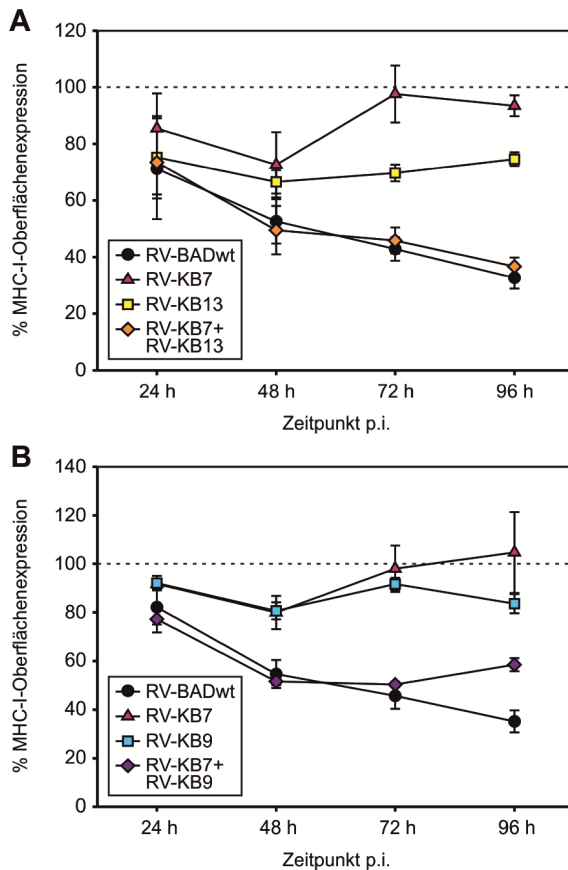 A
120
100
80
60
40
20
0
% MHC-I-Oberflächenexpression
RV-BADwt
RV-KB7
RV-KB13
RV-KB7+
RV-KB13
24 h 48 h 72 h 96 h
Zeitpunkt p.i.
B
140
120
100
80
60
40
20
0
% MHC-I-Oberflächenexpression
RV-BADwt
RV-KB7
RV-KB9
RV-KB7+
RV-KB9
24 h 48 h 72 h 96 h
Zeitpunkt p.i.